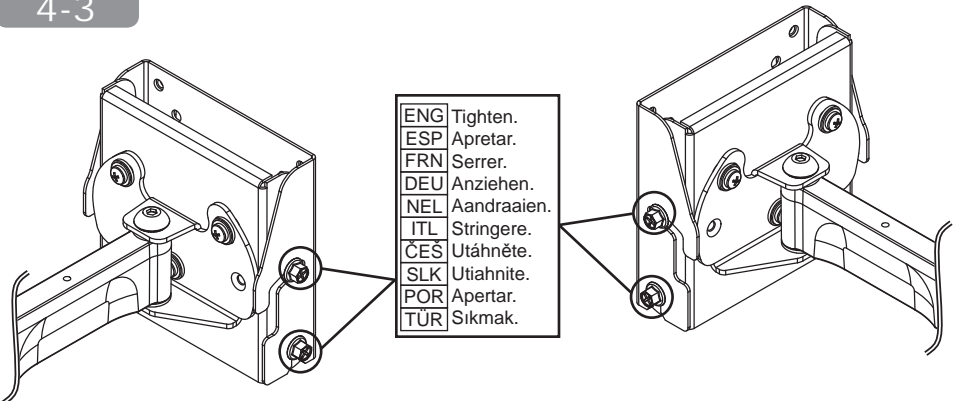 4-3
ENG Tighten.
ESP Apretar.
FRN Serrer.
DEU Anziehen.
NEL Aandraaien.
ITL Stringere.
ČEŠ Utáhněte.
SLK Utiahnite.
POR Apertar.
TÜR Sıkmak.